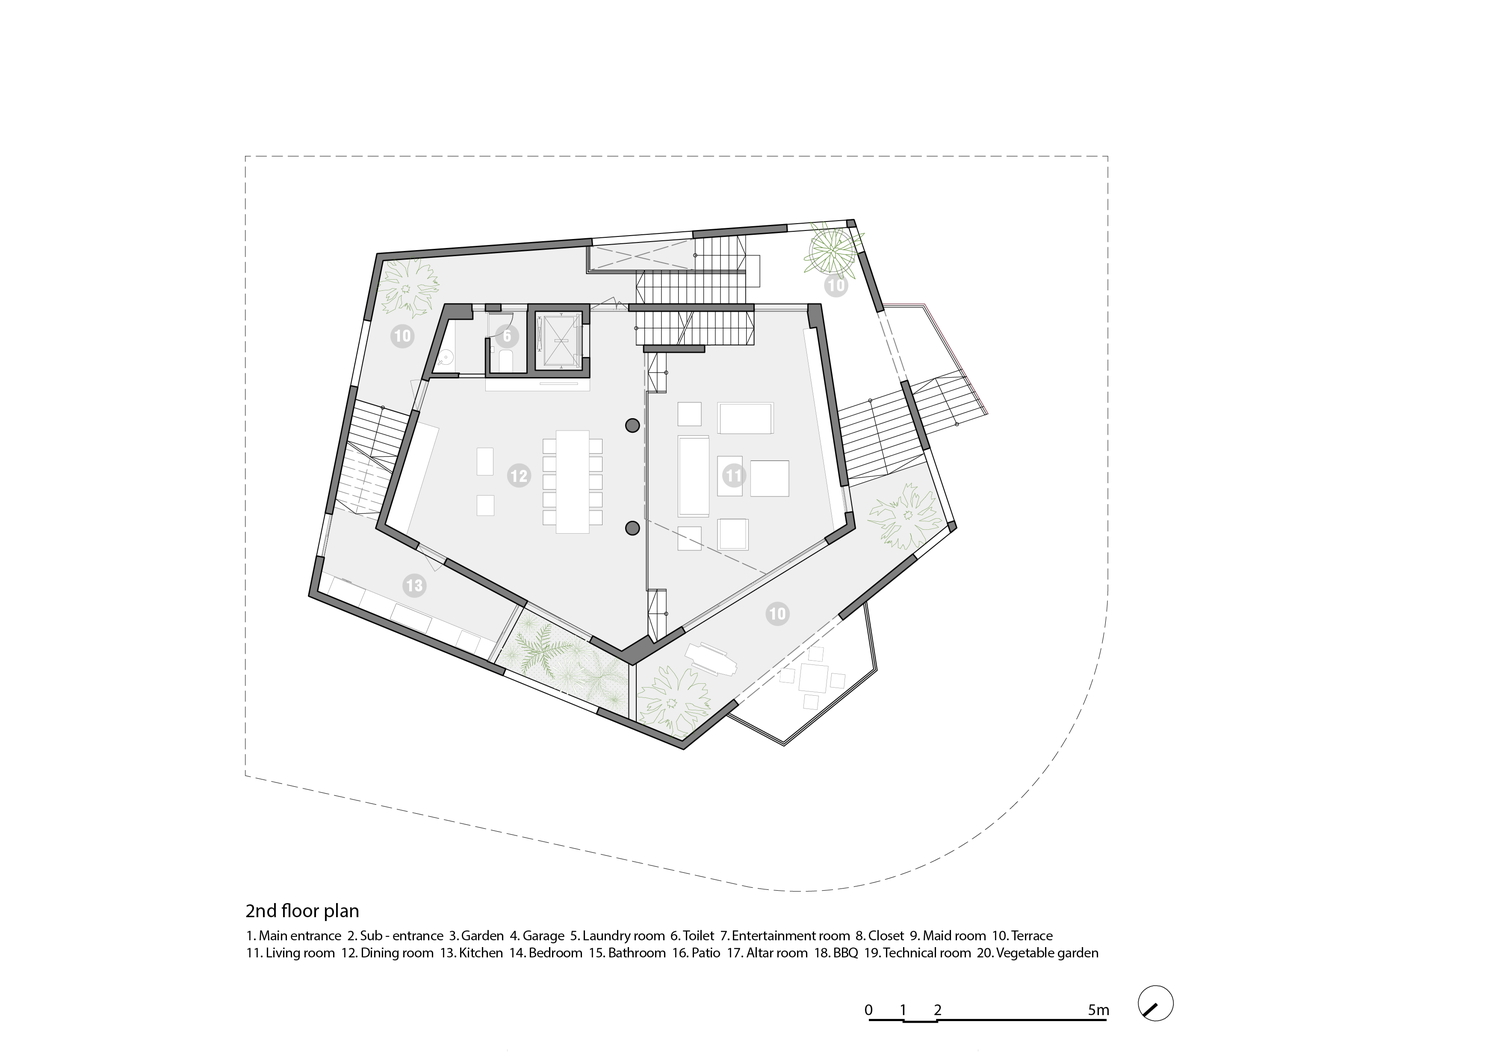 10
10
6
12
11
13
10
2nd floor plan
1. Main entrance 2. Sub - entrance 3. Garden 4. Garage 5. Laundry room 6. Toilet 7. Entertainment room 8. Closet 9. Maid room 10. Terrace
11. Living room 12. Dining room 13. Kitchen 14. Bedroom 15. Bathroom 16. Patio 17. Altar room 18. BBQ 19. Technical room 20. Vegetable garden
0 1 2 5m